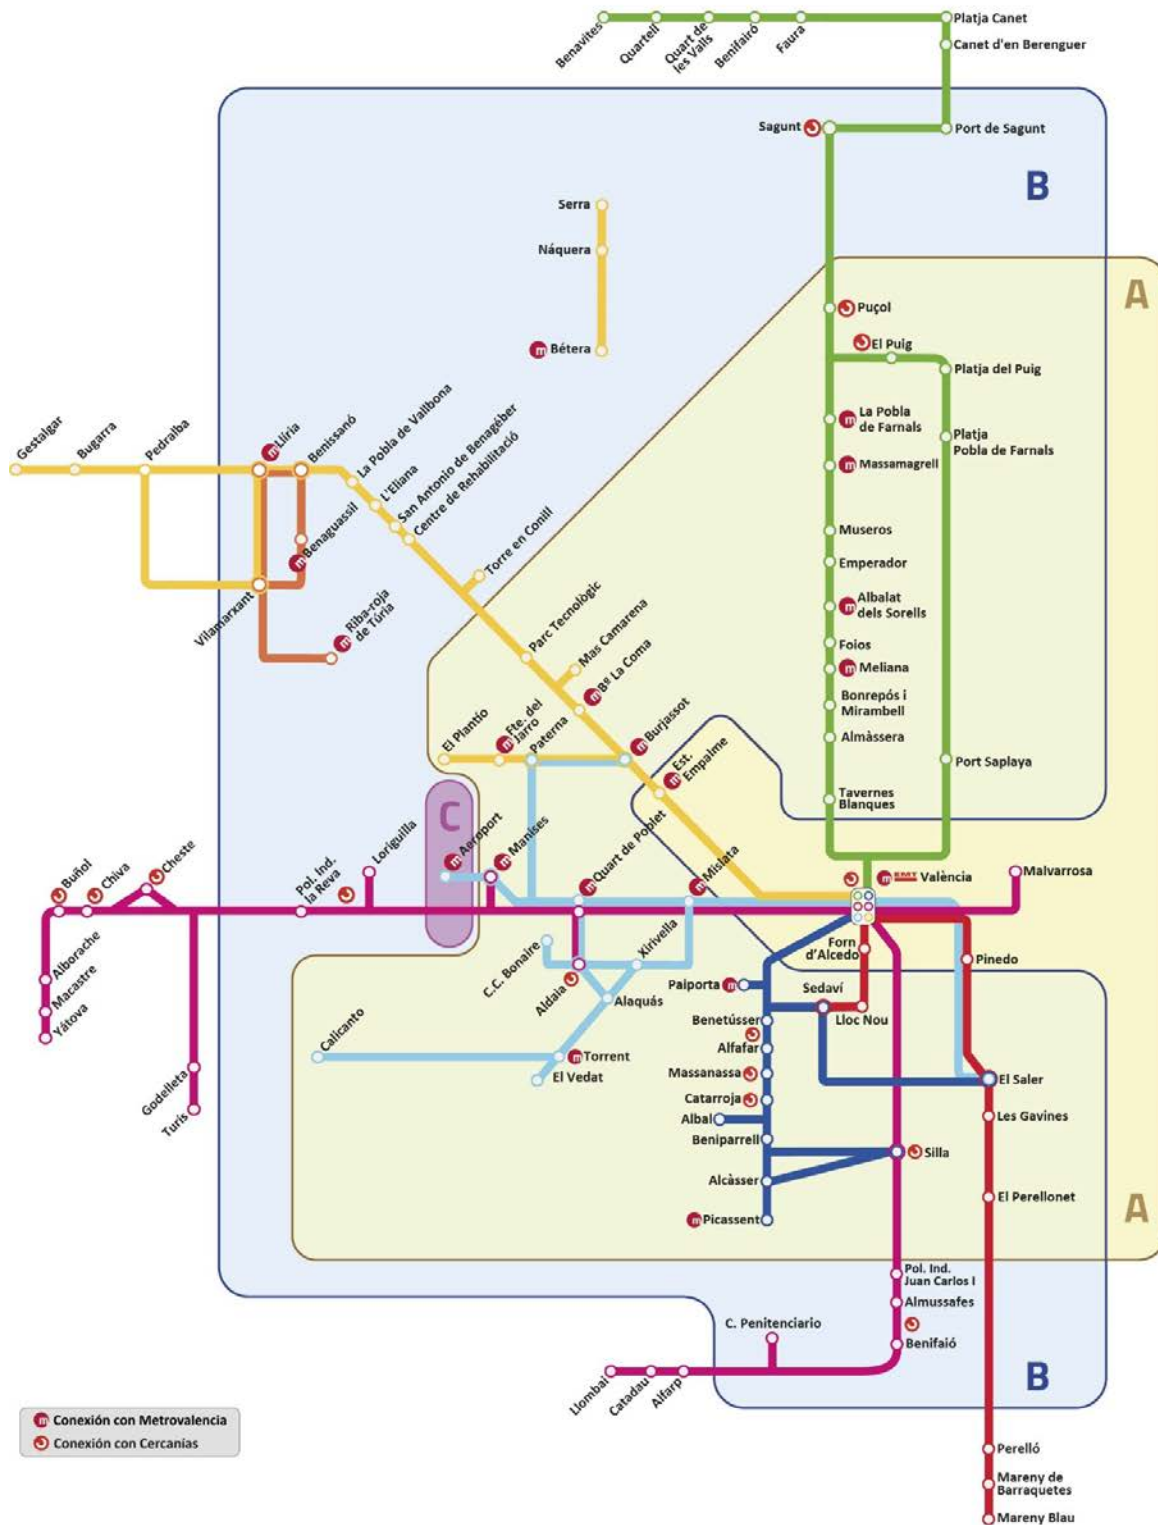 Benavites
Quartell
Quart de
les Valls
Benifairó
Faura
Platja Canet
Canet d'en Berenguer
Sagunt
Port de Sagunt
B
Serra
Náquera
m Bétera
A
Puçol
El Puig
Platja del Puig
m La Pobla
de Farnals
Platja
Pobla de Farnals
m Massamagrell
Museros
Emperador
m Albalat
dels Sorells
Foios
m Meliana
Bonrepós i
Mirambell
Almàssera
Port Saplaya
Tavernes
Blanques
Gestalgar
Bugarra
Pedralba
m Llíria
Benissanó
La Pobla de Vallbona
L'Eliana
San Antonio de Benagéber
Centre de Rehabilitació
m Benaguassil
Vilamarxant
m Riba-roja
de Túria
Torre en Conill
Parc Tecnològic
Mas Camarena
m Bº La Coma
El Plantío
m Fte. del
Jarro
Paterna
m Burjassot
m Est.
Empalme
C
m Aeroport
m Manises
m Quart de Poblet
m Mislata
m EMT València
Malvarrosa
Buñol
Chiva
Cheste
Pol. Ind.
la Reva
Loriguilla
Alborache
Macastre
Yátova
Godelleta
Turis
C.C. Bonaire
Aldaia
Xirivella
Alaquás
Calicanto
m Torrent
El Vedat
Forn
d'Alcedo
Pinedo
Paiporta m
Sedaví
Lloc Nou
Benetússer
Alfafar
Massanassa
Catarroja
Albal
Beniparrell
Alcàsser
m Picassent
Silla
El Saler
Les Gavines
El Perellonet
A
Pol. Ind.
Juan Carlos I
Almussafes
Benifaió
C. Penitenciario
Llombai
Catadau
Alfarp
B
Perelló
Mareny de
Barraquetes
Mareny Blau
m Conexión con Metrovalencia
Conexión con Cercanías